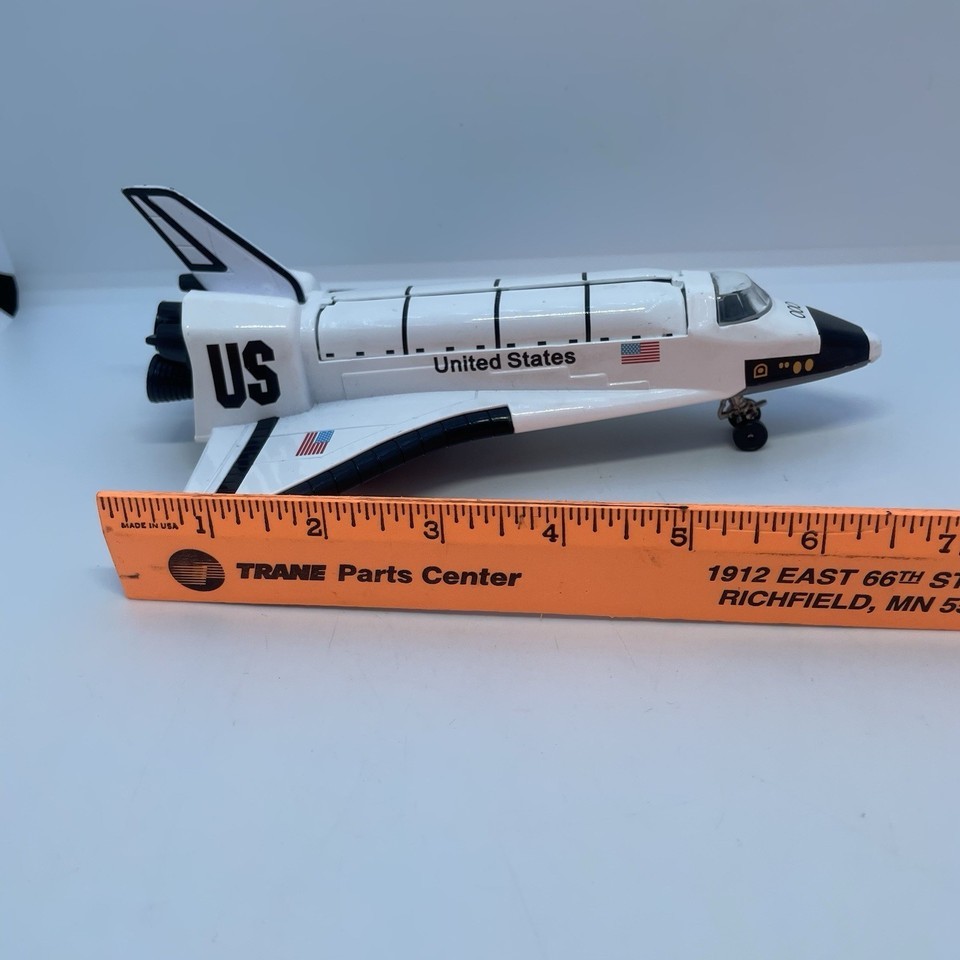 US
United States
MADE IN USA
1 2 3 4 5 6 7
TRANE Parts Center
1912 EAST 66TH ST
RICHFIELD, MN 5